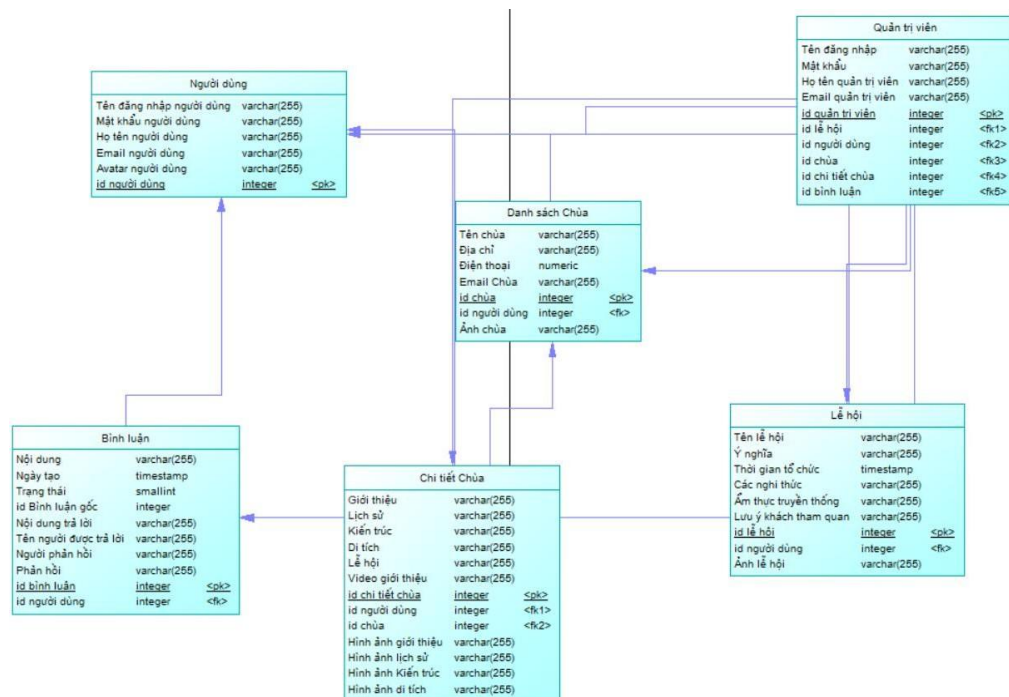 Quản trị viên
Tên đăng nhập varchar(255)
Mật khẩu varchar(255)
Họ tên quản trị viên varchar(255)
Email quản trị viên varchar(255)
id quản trị viên integer <pk>
id lễ hội integer <fk1>
id người dùng integer <fk2>
id chùa integer <fk3>
id chi tiết chùa integer <fk4>
id bình luận integer <fk5>
Người dùng
Tên đăng nhập người dùng varchar(255)
Mật khẩu người dùng varchar(255)
Họ tên người dùng varchar(255)
Email người dùng varchar(255)
Avatar người dùng varchar(255)
id người dùng integer <pk>
Danh sách Chùa
Tên chùa varchar(255)
Địa chỉ varchar(255)
Điện thoại numeric
Email Chùa varchar(255)
id chùa integer <pk>
id người dùng integer <fk>
Ảnh chùa varchar(255)
Bình luận
Nội dung varchar(255)
Ngày tạo timestamp
Trạng thái smallint
id Bình luận gốc integer
Nội dung trả lời varchar(255)
Tên người được trả lời varchar(255)
Người phản hồi varchar(255)
Phản hồi varchar(255)
id bình luận integer <pk>
id người dùng integer <fk>
Chi tiết Chùa
Giới thiệu varchar(255)
Lịch sử varchar(255)
Kiến trúc varchar(255)
Di tích varchar(255)
Lễ hội varchar(255)
Video giới thiệu varchar(255)
id chi tiết chùa integer <pk>
id người dùng integer <fk1>
id chùa integer <fk2>
Hình ảnh giới thiệu varchar(255)
Hình ảnh lịch sử varchar(255)
Hình ảnh Kiến trúc varchar(255)
Hình ảnh di tích varchar(255)
Lễ hội
Tên lễ hội varchar(255)
Ý nghĩa varchar(255)
Thời gian tổ chức timestamp
Các nghi thức varchar(255)
Ẩm thực truyền thống varchar(255)
Lưu ý khách tham quan varchar(255)
id lễ hội integer <pk>
id người dùng integer <fk>
Ảnh lễ hội varchar(255)